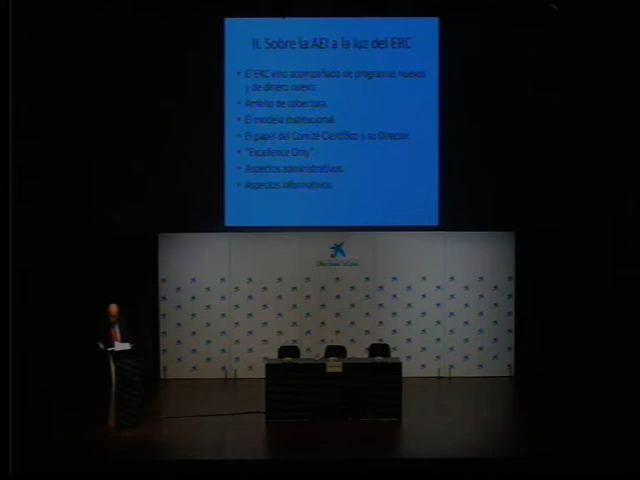 II. Sobre la AEI a la luz del ERC
• El ERC vino acompañado de programas nuevos
y de dinero nuevo.
• Ámbito de cobertura.
• El modelo institucional.
• El papel del Comité Científico y su Director.
• "Excellence Only".
• Aspectos administrativos.
• Aspectos informativos.